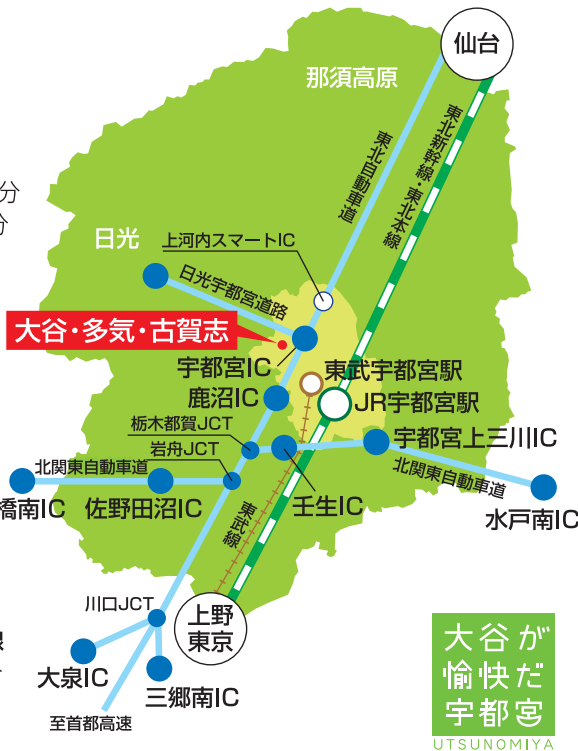 仙台
那須高原
東北自動車道
東北新幹線・東北本線
分
分
日光
上河内スマートIC
日光宇都宮道路
大谷・多気・古賀志
宇都宮IC
東武宇都宮駅
鹿沼IC
JR宇都宮駅
栃木都賀JCT
宇都宮上三川IC
岩舟JCT
北関東自動車道
北関東自動車道
橋南IC
佐野田沼IC
壬生IC
水戸南IC
東武線
川口JCT
上野
東京
大泉IC
三郷南IC
至首都高速
大谷が
愉快だ
宇都宮
UTSUNOMIYA